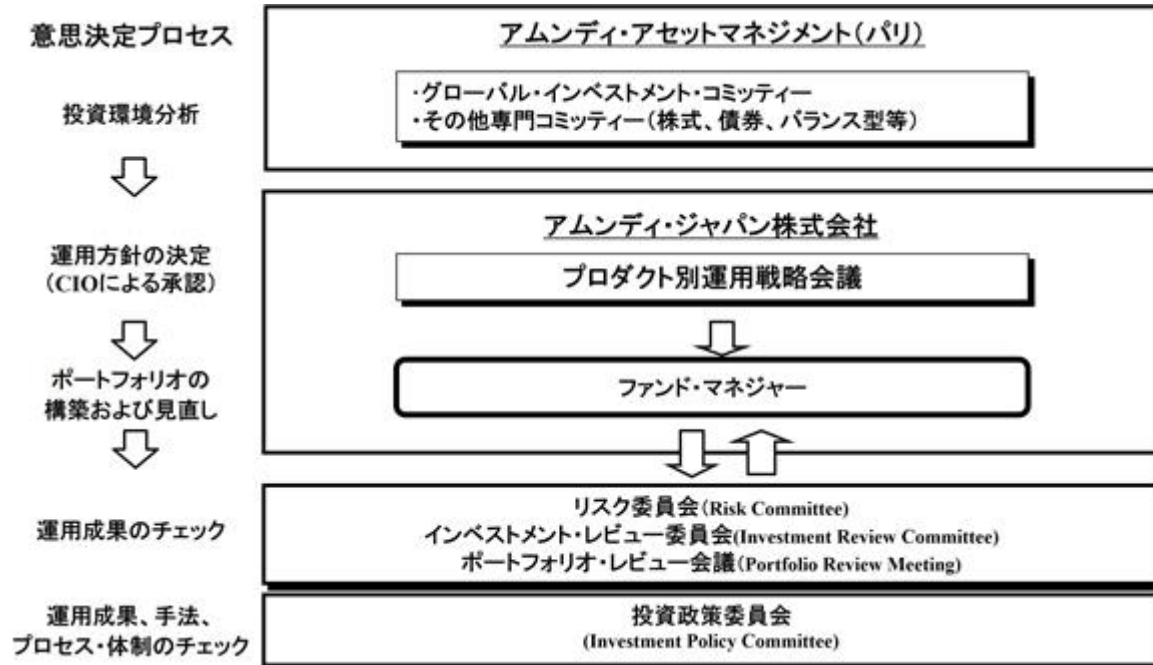 意思決定プロセス
アムンディ・アセットマネジメント(パリ)
投資環境分析
・グローバル・インベストメント・コミッティー
・その他専門コミッティー(株式、債券、バランス型等)
アムンディ・ジャパン株式会社
運用方針の決定
(CIOによる承認)
プロダクト別運用戦略会議
ポートフォリオの
構築および見直し
ファンド・マネジャー
運用成果のチェック
リスク委員会(Risk Committee)
インベストメント・レビュー委員会(Investment Review Committee)
ポートフォリオ・レビュー会議(Portfolio Review Meeting)
運用成果、手法、
プロセス・体制のチェック
投資政策委員会
(Investment Policy Committee)